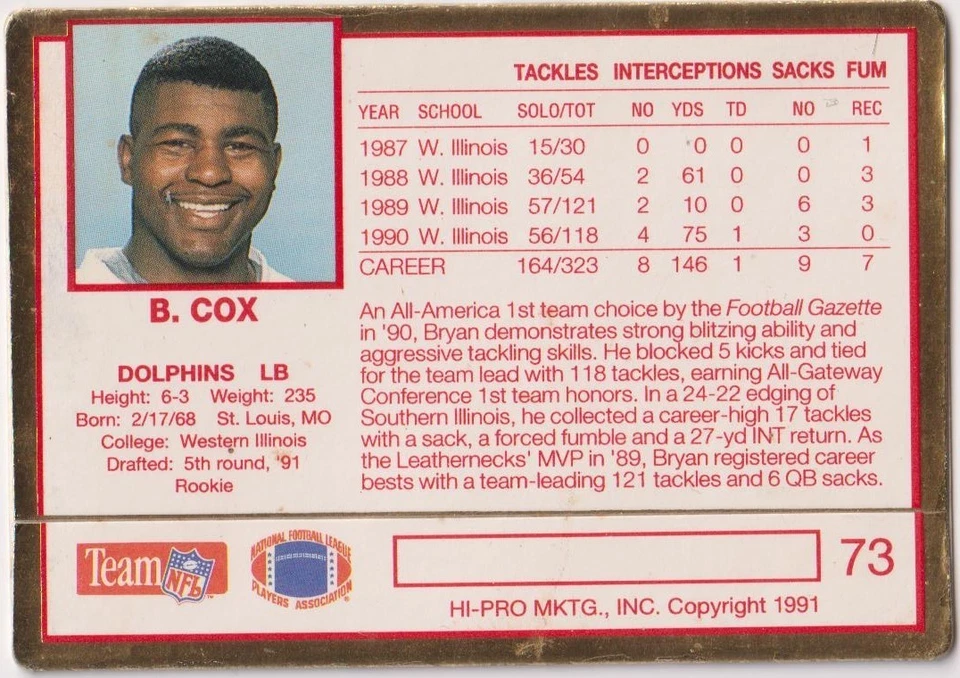 TACKLES INTERCEPTIONS SACKS FUM
YEAR SCHOOL SOLO/TOT NO YDS TD NO REC
1987 W. Illinois 15/30 0 0 0 0 1
1988 W. Illinois 36/54 2 61 0 0 3
1989 W. Illinois 57/121 2 10 0 6 3
1990 W. Illinois 56/118 4 75 1 3 0
CAREER 164/323 8 146 1 9 7
B. COX
DOLPHINS LB
Height: 6-3 Weight: 235
Born: 2/17/68 St. Louis, MO
College: Western Illinois
Drafted: 5th round, '91
Rookie
An All-America 1st team choice by the Football Gazette
in '90, Bryan demonstrates strong blitzing ability and
aggressive tackling skills. He blocked 5 kicks and tied
for the team lead with 118 tackles, earning All-Gateway
Conference 1st team honors. In a 24-22 edging of
Southern Illinois, he collected a career-high 17 tackles
with a sack, a forced fumble and a 27-yd INT return. As
the Leathernecks' MVP in '89, Bryan registered career
bests with a team-leading 121 tackles and 6 QB sacks.
Team NFL
NATIONAL FOOTBALL LEAGUE
PLAYERS ASSOCIATION
73
HI-PRO MKTG., INC. Copyright 1991